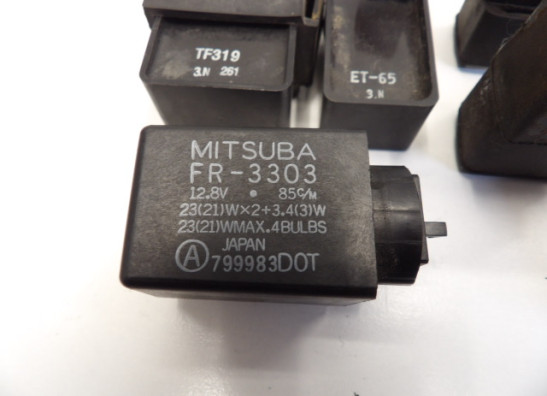 TF319
3.N 261
ET-65
3.N
MITSUBA
FR-3303
12.8V • 85C/M
23(21)W×2+3.4(3)W
23(21)WMAX.4BULBS
JAPAN
Ⓐ799983DOT